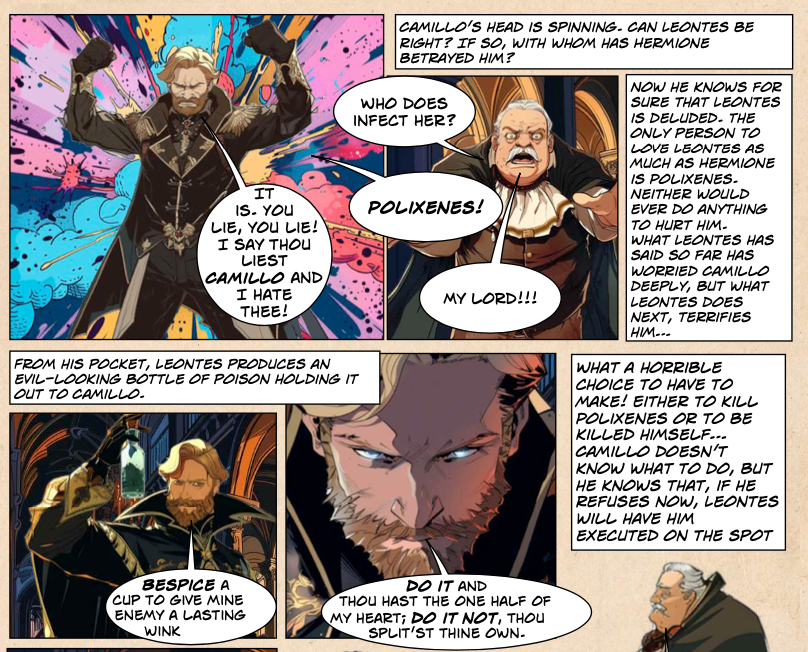 CAMILLO'S HEAD IS SPINNING. CAN LEONTES BE
RIGHT? IF SO, WITH WHOM HAS HERMIONE
BETRAYED HIM?
IT
IS. YOU
LIE, YOU LIE!
I SAY THOU
LIEST
CAMILLO AND
I HATE
THEE!
WHO DOES
INFECT HER?
POLIXENES!
MY LORD!!!
NOW HE KNOWS FOR
SURE THAT LEONTES
IS DELUDED. THE
ONLY PERSON TO
LOVE LEONTES AS
MUCH AS HERMIONE
IS POLIXENES.
NEITHER WOULD
EVER DO ANYTHING
TO HURT HIM.
WHAT LEONTES HAS
SAID SO FAR HAS
WORRIED CAMILLO
DEEPLY, BUT WHAT
LEONTES DOES
NEXT, TERRIFIES
HIM...
FROM HIS POCKET, LEONTES PRODUCES AN
EVIL-LOOKING BOTTLE OF POISON HOLDING IT
OUT TO CAMILLO.
BESPICE A
CUP TO GIVE MINE
ENEMY A LASTING
WINK
DO IT AND
THOU HAST THE ONE HALF OF
MY HEART; DO IT NOT, THOU
SPLIT'ST THINE OWN.
WHAT A HORRIBLE
CHOICE TO HAVE TO
MAKE! EITHER TO KILL
POLIXENES OR TO BE
KILLED HIMSELF...
CAMILLO DOESN'T
KNOW WHAT TO DO, BUT
HE KNOWS THAT, IF HE
REFUSES NOW, LEONTES
WILL HAVE HIM
EXECUTED ON THE SPOT